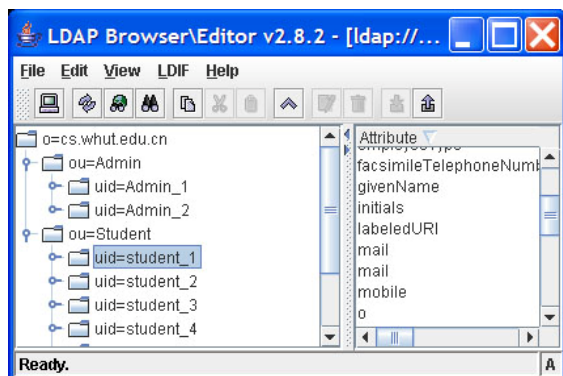 LDAP Browser\Editor v2.8.2 - [ldap://...
File Edit View LDIF Help
o=cs.whut.edu.cn
ou=Admin
uid=Admin_1
uid=Admin_2
ou=Student
uid=student_1
uid=student_2
uid=student_3
uid=student_4
Attribute
facsimileTelephoneNumb
givenName
initials
labeledURI
mail
mail
mobile
o
Ready.
A